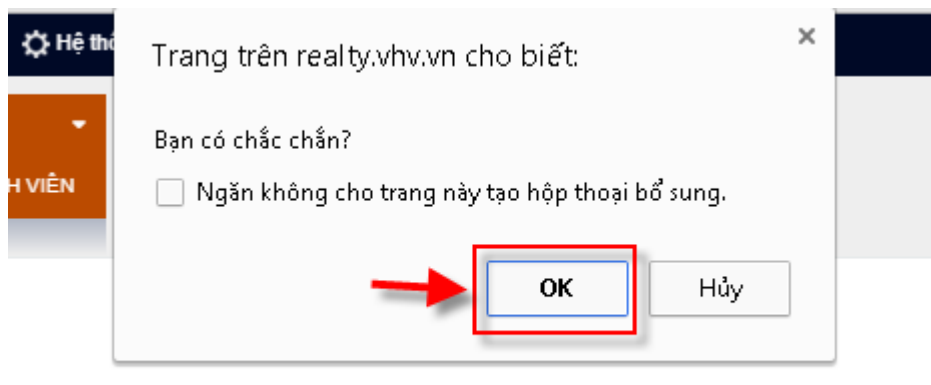 Hệ thố
Trang trên realty.vhv.vn cho biết:
Bạn có chắc chắn?
H VIÊN
Ngăn không cho trang này tạo hộp thoại bổ sung.
OK
Hủy